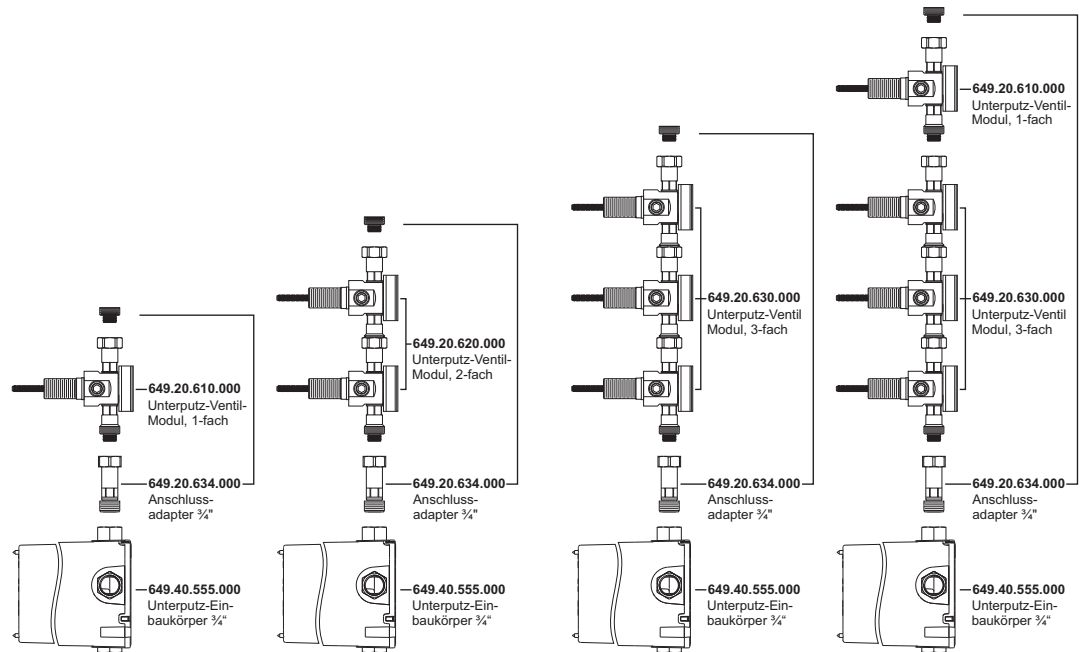 649.20.610.000
Unterputz-Ventil-
Modul, 1-fach
649.20.634.000
Anschluss-
adapter ¾"
649.40.555.000
Unterputz-Ein-
baukörper ¾“
649.20.620.000
Unterputz-Ventil-
Modul, 2-fach
649.20.634.000
Anschluss-
adapter ¾"
649.40.555.000
Unterputz-Ein-
baukörper ¾“
649.20.630.000
Unterputz-Ventil
Modul, 3-fach
649.20.634.000
Anschluss-
adapter ¾"
649.40.555.000
Unterputz-Ein-
baukörper ¾“
649.20.610.000
Unterputz-Ventil-
Modul, 1-fach
649.20.630.000
Unterputz-Ventil
Modul, 3-fach
649.20.634.000
Anschluss-
adapter ¾"
649.40.555.000
Unterputz-Ein-
baukörper ¾“